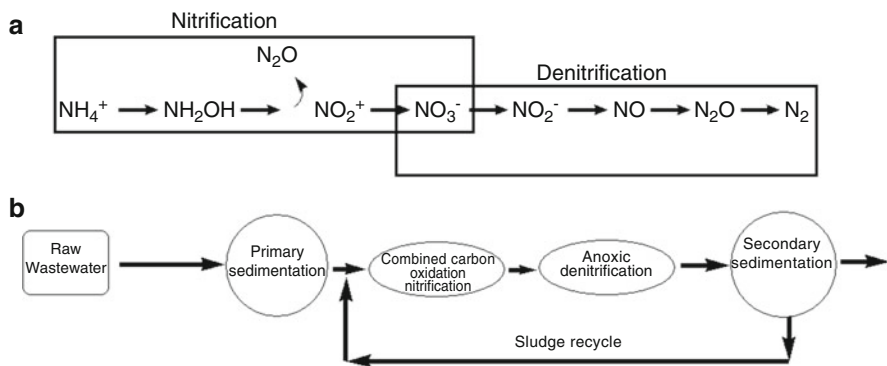 a
Nitrification
N₂O
Denitrification
NH₄⁺ NH₂OH NO₂⁺ NO₃⁻ NO₂⁻ NO N₂O N₂
b
Raw
Wastewater
Primary
sedimentation
Combined carbon
oxidation
nitrification
Anoxic
denitrification
Secondary
sedimentation
Sludge recycle